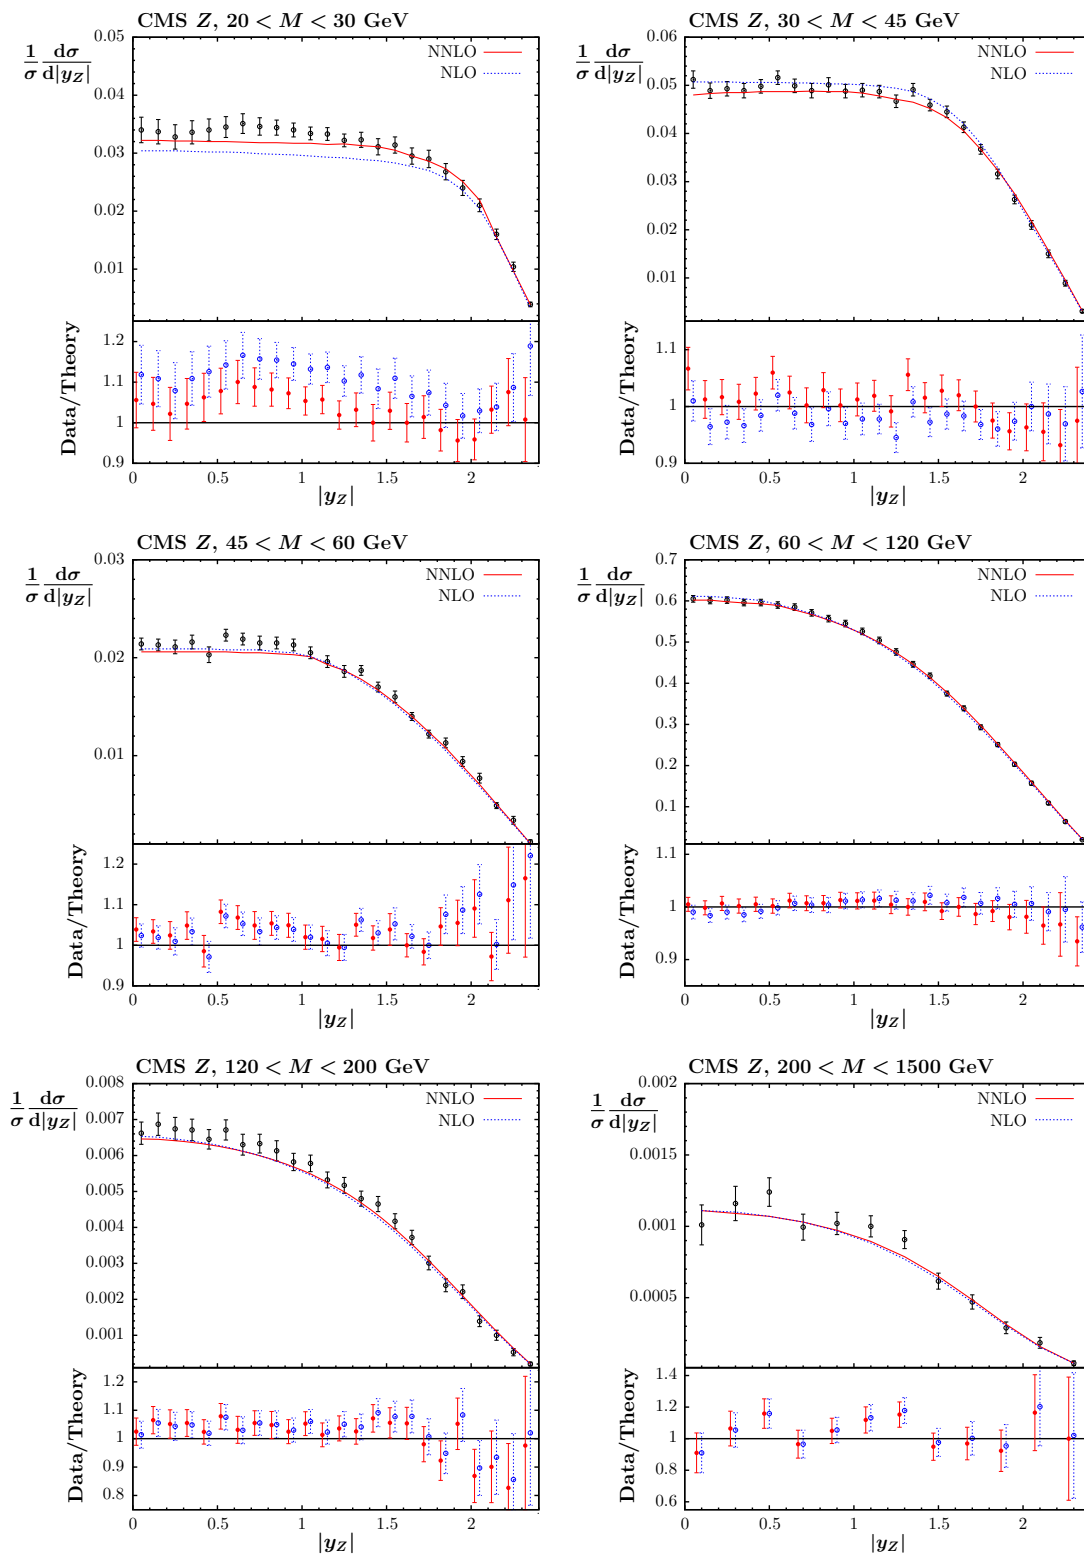 CMS Z, 20 < M < 30 GeV
1/σ dσ/d|y_Z|
NNLO
NLO
0.05
0.04
0.03
0.02
0.01
Data/Theory
1.2
1.1
1
0.9
0 0.5 1 1.5 2
|y_Z|
CMS Z, 30 < M < 45 GeV
1/σ dσ/d|y_Z|
NNLO
NLO
0.06
0.05
0.04
0.03
0.02
0.01
Data/Theory
1.1
1
0.9
0 0.5 1 1.5 2
|y_Z|
CMS Z, 45 < M < 60 GeV
1/σ dσ/d|y_Z|
NNLO
NLO
0.03
0.02
0.01
Data/Theory
1.2
1.1
1
0.9
0 0.5 1 1.5 2
|y_Z|
CMS Z, 60 < M < 120 GeV
1/σ dσ/d|y_Z|
NNLO
NLO
0.7
0.6
0.5
0.4
0.3
0.2
0.1
Data/Theory
1.1
1
0.9
0 0.5 1 1.5 2
|y_Z|
CMS Z, 120 < M < 200 GeV
1/σ dσ/d|y_Z|
NNLO
NLO
0.008
0.007
0.006
0.005
0.004
0.003
0.002
0.001
Data/Theory
1.2
1.1
1
0.9
0.8
0 0.5 1 1.5 2
|y_Z|
CMS Z, 200 < M < 1500 GeV
1/σ dσ/d|y_Z|
NNLO
NLO
0.002
0.0015
0.001
0.0005
Data/Theory
1.4
1.2
1
0.8
0.6
0 0.5 1 1.5 2
|y_Z|